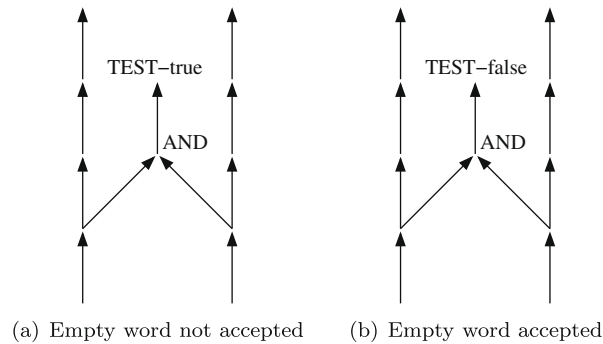 TEST–true
TEST–false
AND
AND
(a) Empty word not accepted
(b) Empty word accepted